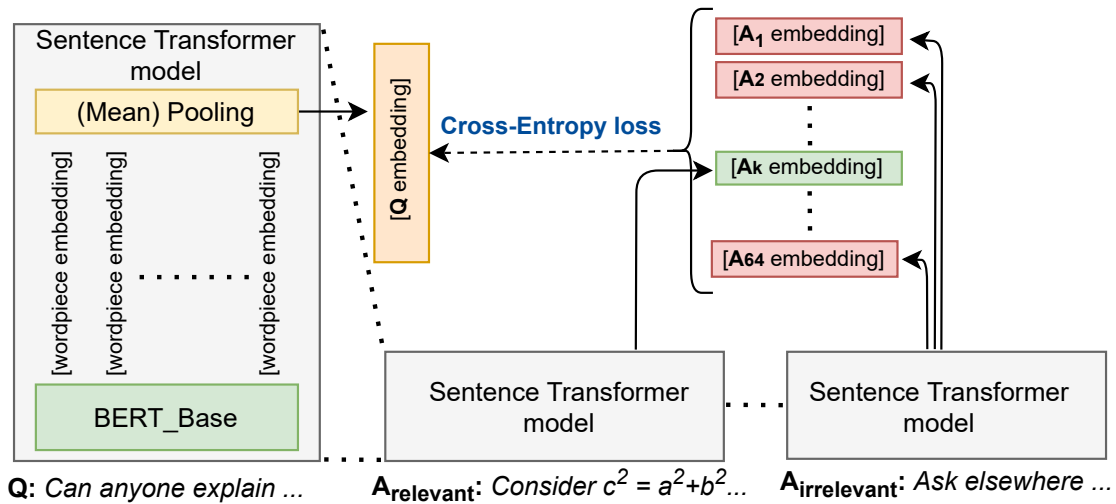 Sentence Transformer
model
(Mean) Pooling
[wordpiece embedding]
[wordpiece embedding]
[wordpiece embedding]
BERT_Base
Q: Can anyone explain ...
[Q embedding]
Cross-Entropy loss
[A1 embedding]
[A2 embedding]
[Ak embedding]
[A64 embedding]
Sentence Transformer
model
Arelevant: Consider c² = a²+b²...
Sentence Transformer
model
Airrelevant: Ask elsewhere ...